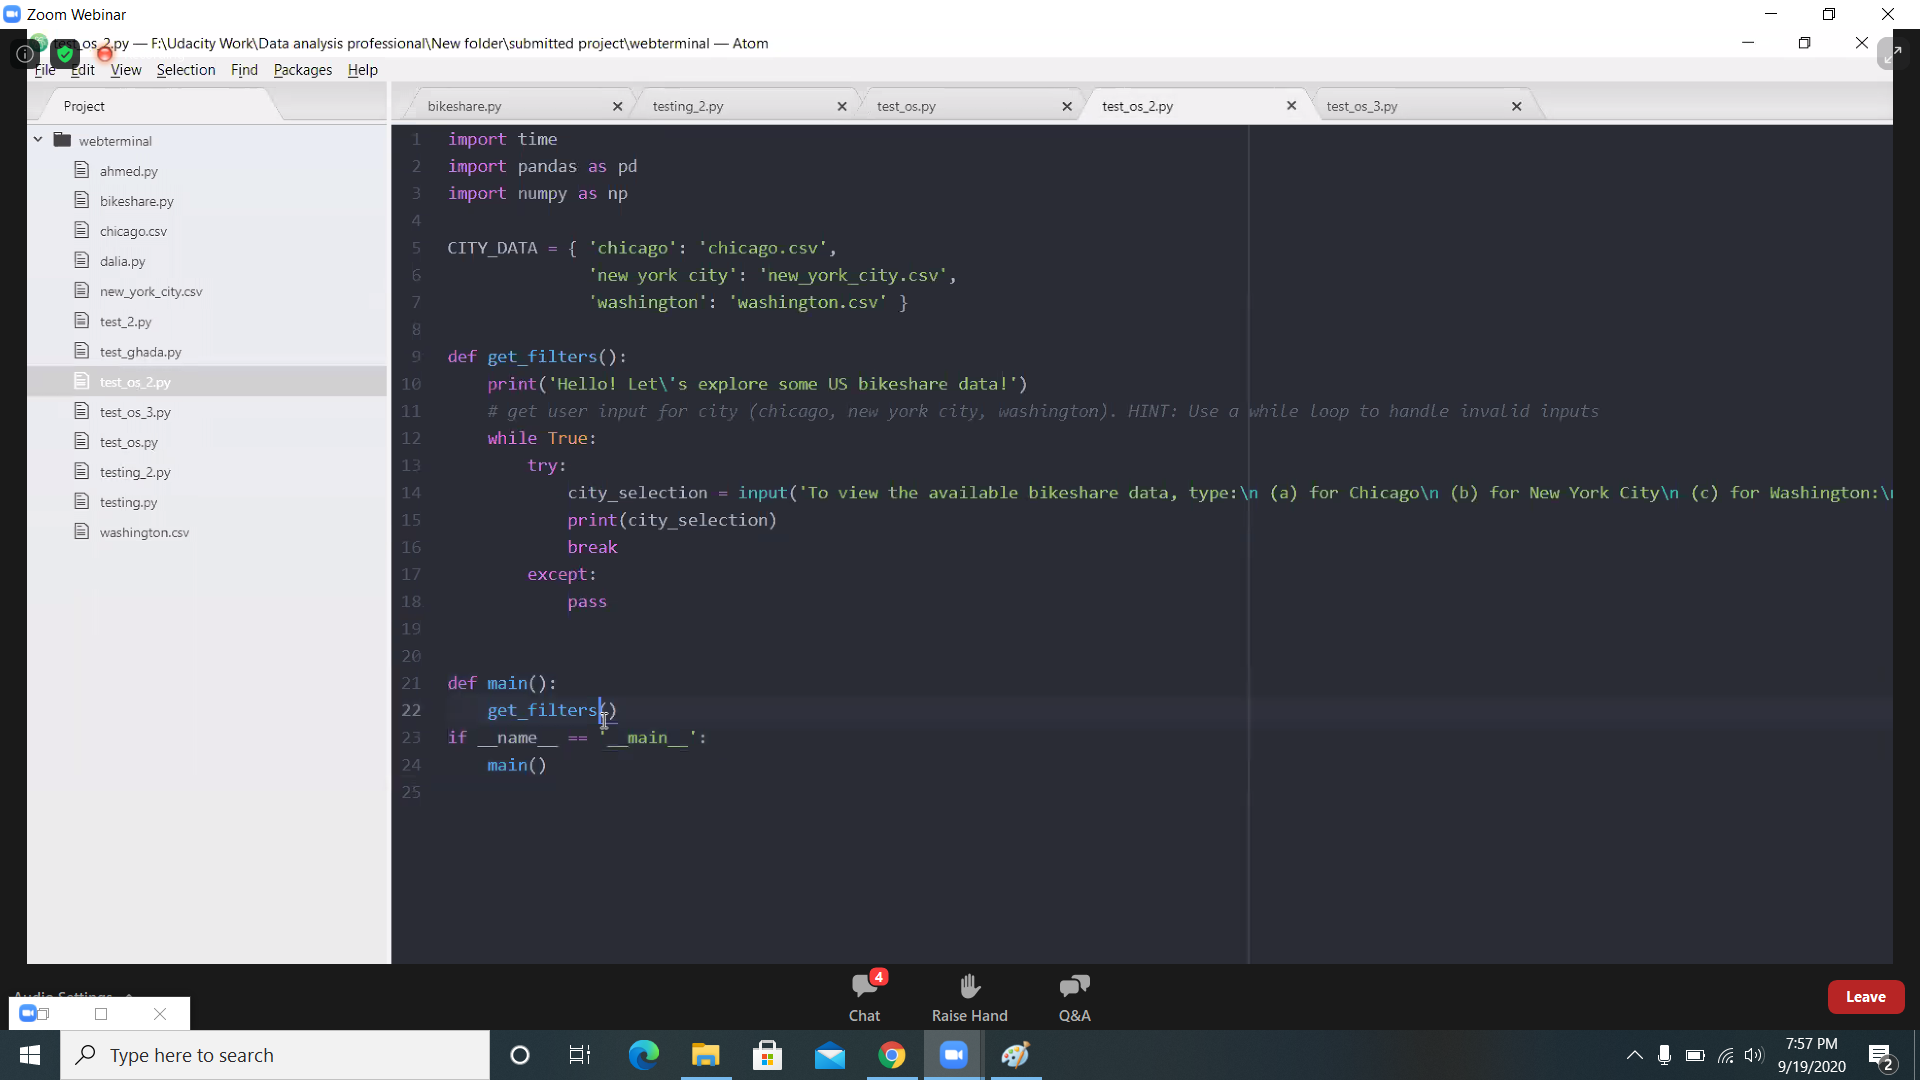 Zoom Webinar
test_os_2.py — F:\Udacity Work\Data analysis professional\New folder\submitted project\webterminal — Atom
File Edit View Selection Find Packages Help
Project
bikeshare.py
testing_2.py
test_os.py
test_os_2.py
test_os_3.py
webterminal
ahmed.py
bikeshare.py
chicago.csv
dalia.py
new_york_city.csv
test_2.py
test_ghada.py
test_os_2.py
test_os_3.py
test_os.py
testing_2.py
testing.py
washington.csv
1 import time
2 import pandas as pd
3 import numpy as np
4
5 CITY_DATA = { 'chicago': 'chicago.csv',
6 'new york city': 'new_york_city.csv',
7 'washington': 'washington.csv' }
8
9 def get_filters():
10 print('Hello! Let\'s explore some US bikeshare data!')
11 # get user input for city (chicago, new york city, washington). HINT: Use a while loop to handle invalid inputs
12 while True:
13 try:
14 city_selection = input('To view the available bikeshare data, type:\n (a) for Chicago\n (b) for New York City\n (c) for Washington:\n
15 print(city_selection)
16 break
17 except:
18 pass
19
20
21 def main():
22 get_filters()
23 if __name__ == '__main__':
24 main()
25
Audio Settings
4
Chat
Raise Hand
Q&A
Leave
Type here to search
7:57 PM
9/19/2020
2